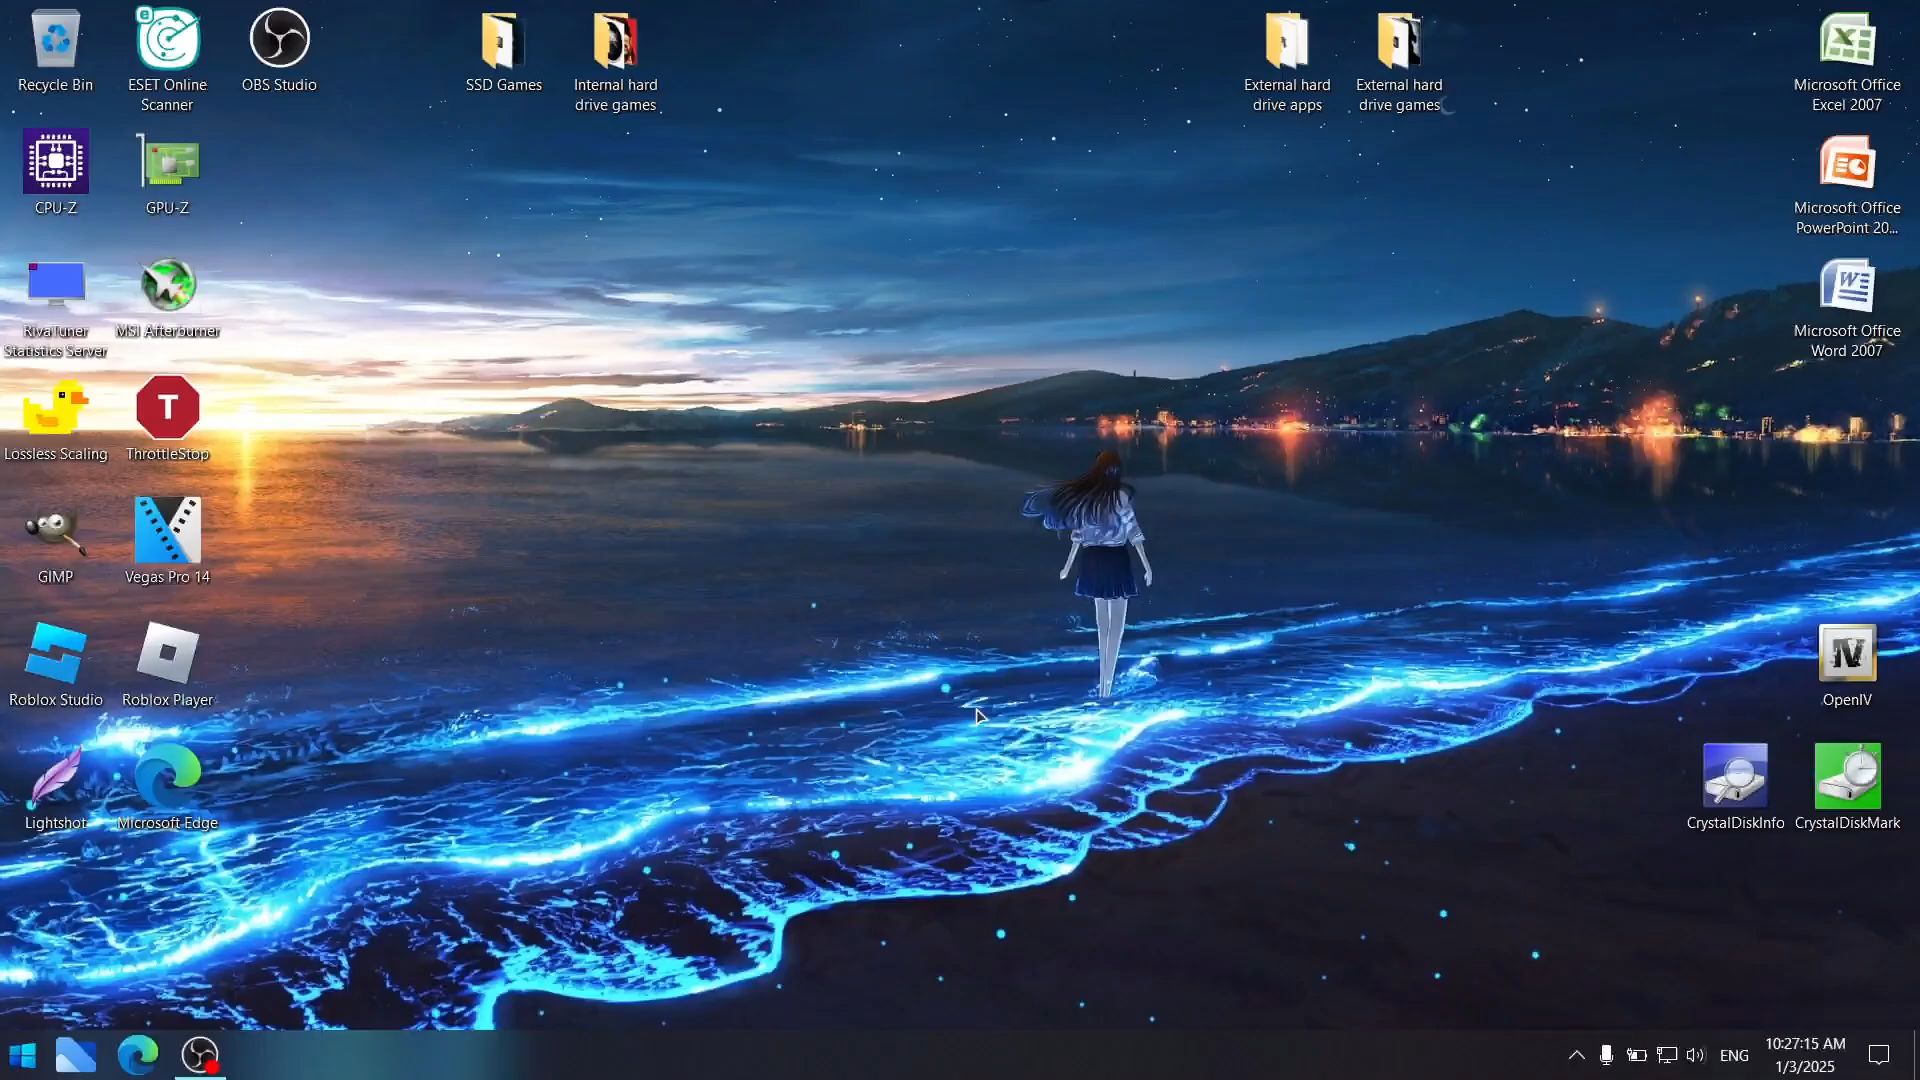 Recycle Bin
ESET Online
Scanner
OBS Studio
SSD Games
Internal hard
drive games
External hard
drive apps
External hard
drive games
Microsoft Office
Excel 2007
CPU-Z
GPU-Z
Microsoft Office
PowerPoint 20...
RivaTuner
Statistics Server
MSI Afterburner
Microsoft Office
Word 2007
T
Lossless Scaling
ThrottleStop
GIMP
Vegas Pro 14
Roblox Studio
Roblox Player
IV
OpenIV
Lightshot
Microsoft Edge
CrystalDiskInfo
CrystalDiskMark
ENG
10:27:15 AM
1/3/2025